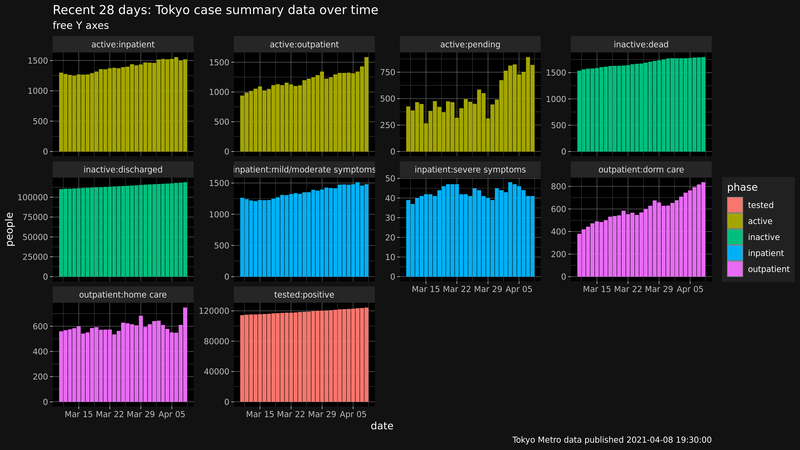 Recent 28 days: Tokyo case summary data over time
free Y axes
active:inpatient
active:outpatient
active:pending
inactive:dead
1500
1000
500
0
1500
1000
500
0
750
500
250
0
1500
1000
500
0
inactive:discharged
inpatient:mild/moderate symptoms
inpatient:severe symptoms
outpatient:dorm care
100000
75000
50000
25000
0
1500
1000
500
0
50
40
30
20
10
0
800
600
400
200
0
Mar 15 Mar 22 Mar 29 Apr 05
Mar 15 Mar 22 Mar 29 Apr 05
outpatient:home care
tested:positive
600
400
200
0
120000
80000
40000
0
Mar 15 Mar 22 Mar 29 Apr 05
Mar 15 Mar 22 Mar 29 Apr 05
people
date
phase
tested
active
inactive
inpatient
outpatient
Tokyo Metro data published 2021-04-08 19:30:00